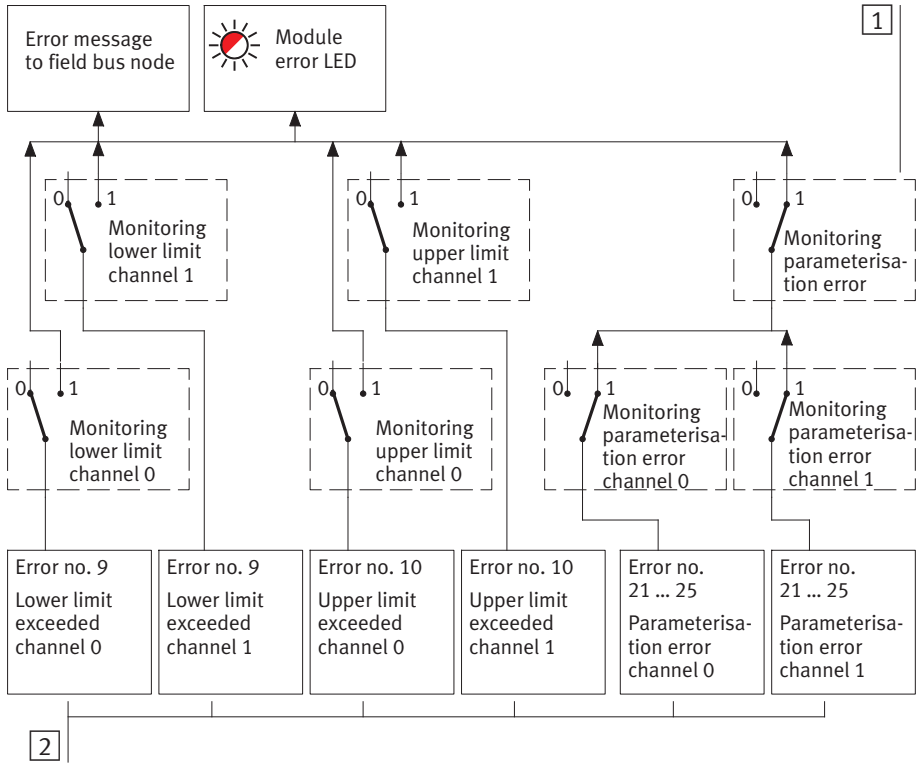 Error message
to field bus node
Module
error LED
1
0
1
Monitoring
lower limit
channel 1
0
1
Monitoring
upper limit
channel 1
0
1
Monitoring
parameterisa-
tion error
0
1
Monitoring
lower limit
channel 0
0
1
Monitoring
upper limit
channel 0
0
1
Monitoring
parameterisa-
tion error
channel 0
0
1
Monitoring
parameterisa-
tion error
channel 1
Error no. 9
Lower limit
exceeded
channel 0
Error no. 9
Lower limit
exceeded
channel 1
Error no. 10
Upper limit
exceeded
channel 0
Error no. 10
Upper limit
exceeded
channel 1
Error no.
21 ... 25
Parameterisa-
tion error
channel 0
Error no.
21 ... 25
Parameterisa-
tion error
channel 1
2